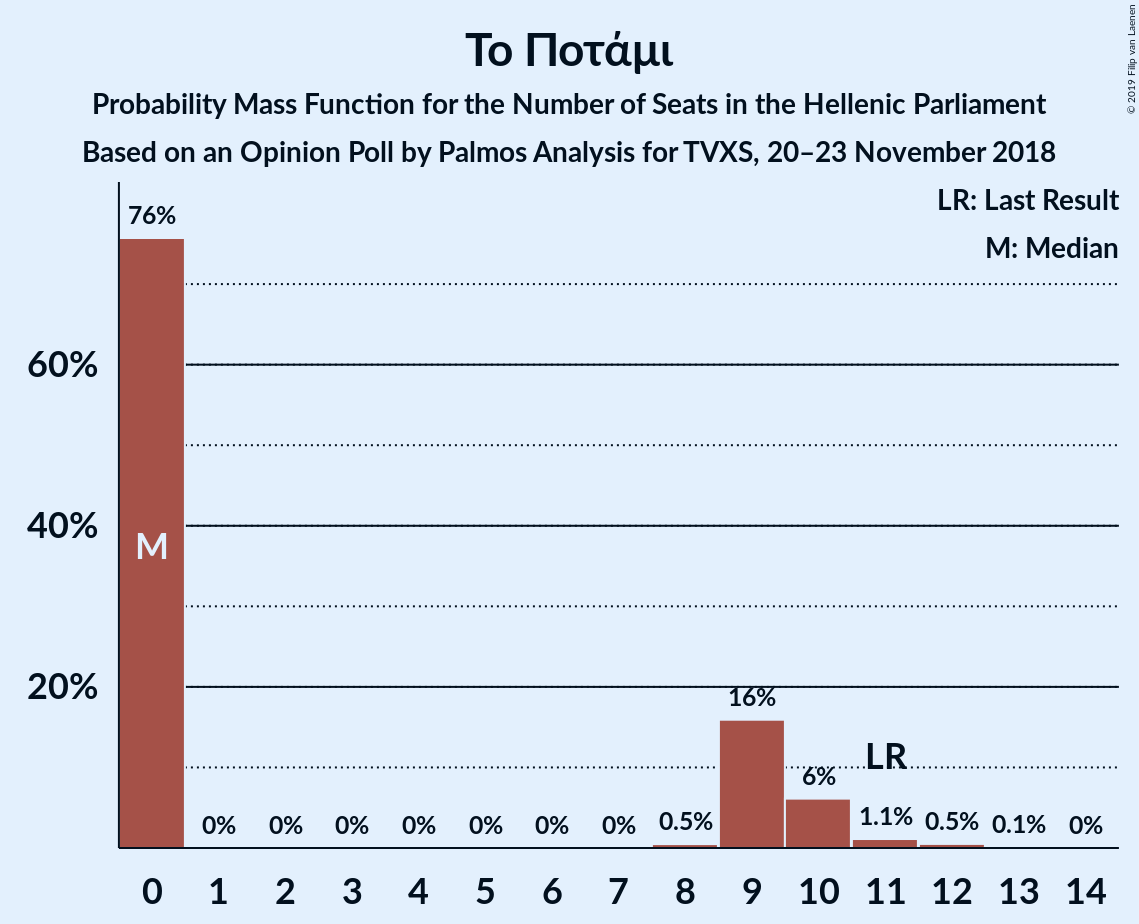 Το Ποτάμι
Probability Mass Function for the Number of Seats in the Hellenic Parliament
Based on an Opinion Poll by Palmos Analysis for TVXS, 20–23 November 2018
© 2019 Filip van Laenen
LR: Last Result
M: Median
76%
60%
40%
M
20%
16%
LR
6%
0% 0% 0% 0% 0% 0% 0% 0.5% 1.1% 0.5% 0.1% 0%
0 1 2 3 4 5 6 7 8 9 10 11 12 13 14